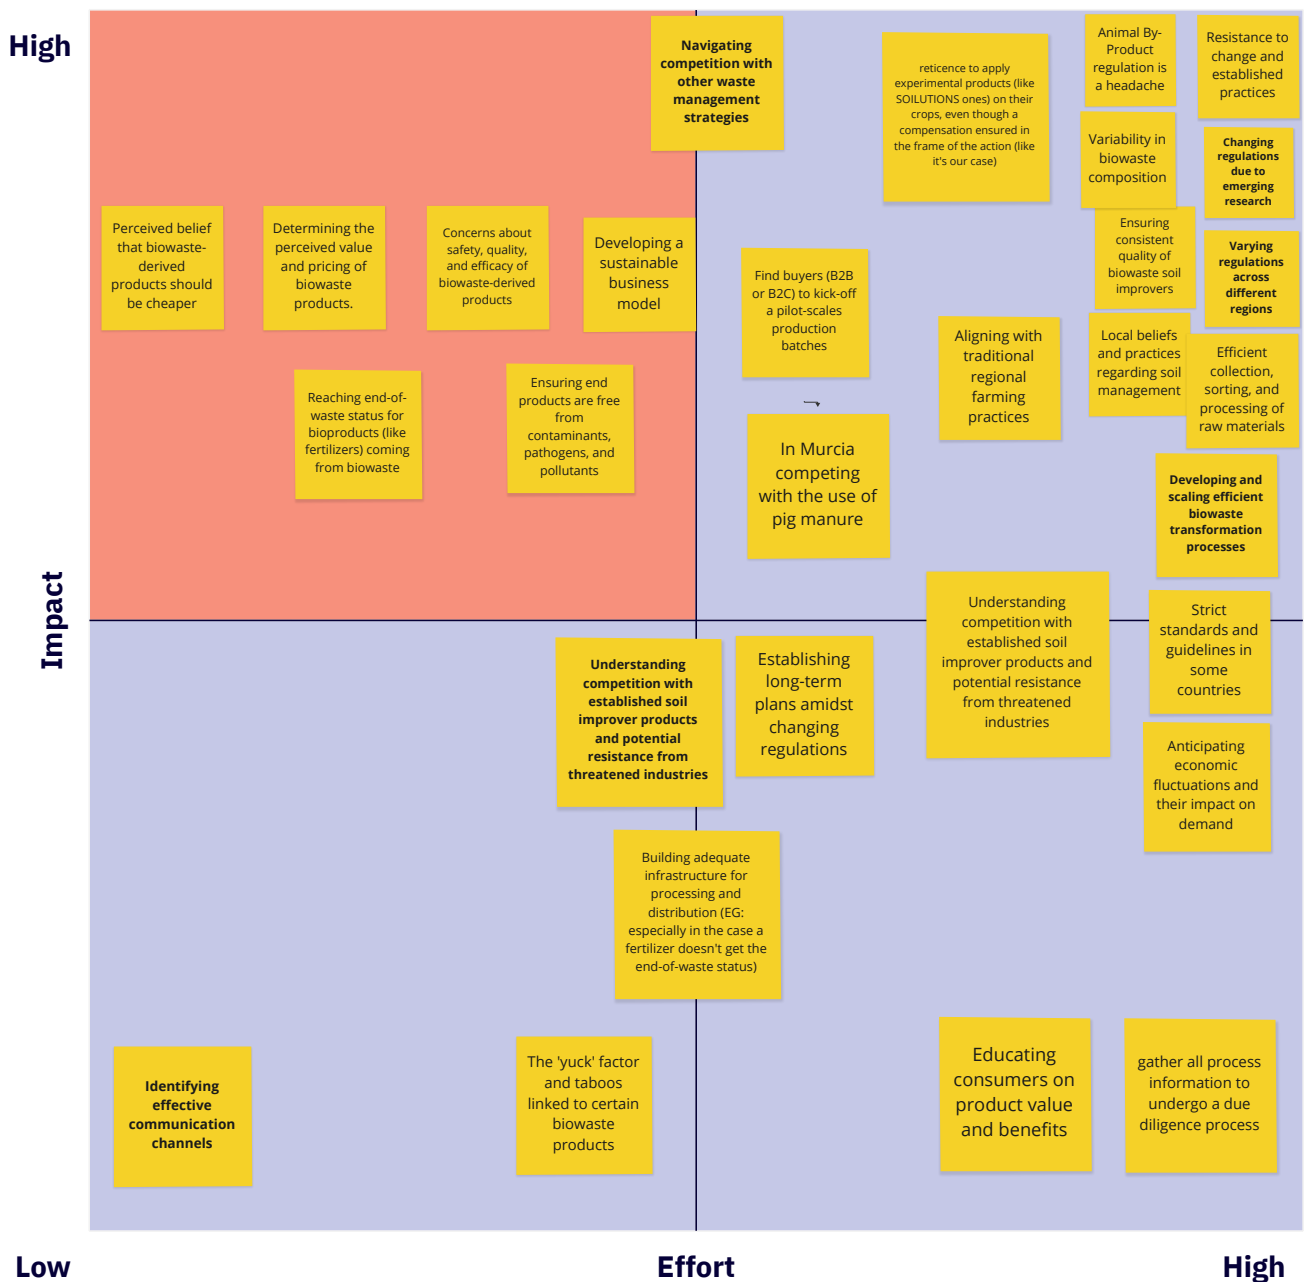 High
Navigating
competition with
other waste
management
strategies
reticence to apply
experimental products (like
SOILUTIONS ones) on their
crops, even though a
compensation ensured in
the frame of the action (like
it's our case)
Animal By-
Product
regulation is
a headache
Resistance to
change and
established
practices
Variability in
biowaste
composition
Changing
regulations
due to
emerging
research
Perceived belief
that biowaste-
derived
products should
be cheaper
Determining the
perceived value
and pricing of
biowaste
products.
Concerns about
safety, quality,
and efficacy of
biowaste-derived
products
Developing a
sustainable
business
model
Find buyers (B2B
or B2C) to kick-off
a pilot-scales
production
batches
Ensuring
consistent
quality of
biowaste soil
improvers
Varying
regulations
across
different
regions
Aligning with
traditional
regional
farming
practices
Local beliefs
and practices
regarding soil
management
Efficient
collection,
sorting, and
processing of
raw materials
Reaching end-of-
waste status for
bioproducts (like
fertilizers) coming
from biowaste
Ensuring end
products are free
from
contaminants,
pathogens, and
pollutants
In Murcia
competing
with the use of
pig manure
Developing and
scaling efficient
biowaste
transformation
processes
Impact
Understanding
competition with
established soil
improver products
and potential
resistance from
threatened industries
Establishing
long-term
plans amidst
changing
regulations
Understanding
competition with
established soil
improver products and
potential resistance
from threatened
industries
Strict
standards and
guidelines in
some
countries
Anticipating
economic
fluctuations and
their impact on
demand
Building adequate
infrastructure for
processing and
distribution (EG:
especially in the case a
fertilizer doesn't get the
end-of-waste status)
Identifying
effective
communication
channels
The 'yuck' factor
and taboos
linked to certain
biowaste
products
Educating
consumers on
product value
and benefits
gather all process
information to
undergo a due
diligence process
Low
Effort
High